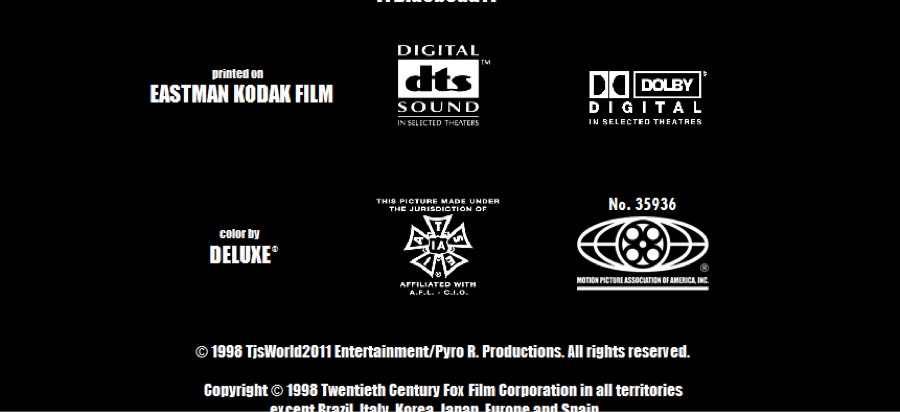 printed on
EASTMAN KODAK FILM
DIGITAL
dts™
SOUND
IN SELECTED THEATERS
DOLBY
DIGITAL
IN SELECTED THEATRES
color by
DELUXE®
THIS PICTURE MADE UNDER
THE JURISDICTION OF
IATSE
AFFILIATED WITH
A.F.L. - C.I.O.
No. 35936
®
MOTION PICTURE ASSOCIATION OF AMERICA, INC.
© 1998 TjsWorld2011 Entertainment/Pyro R. Productions. All rights reserved.
Copyright © 1998 Twentieth Century Fox Film Corporation in all territories
except Brazil, Italy, Korea, Japan, Europe and Spain.